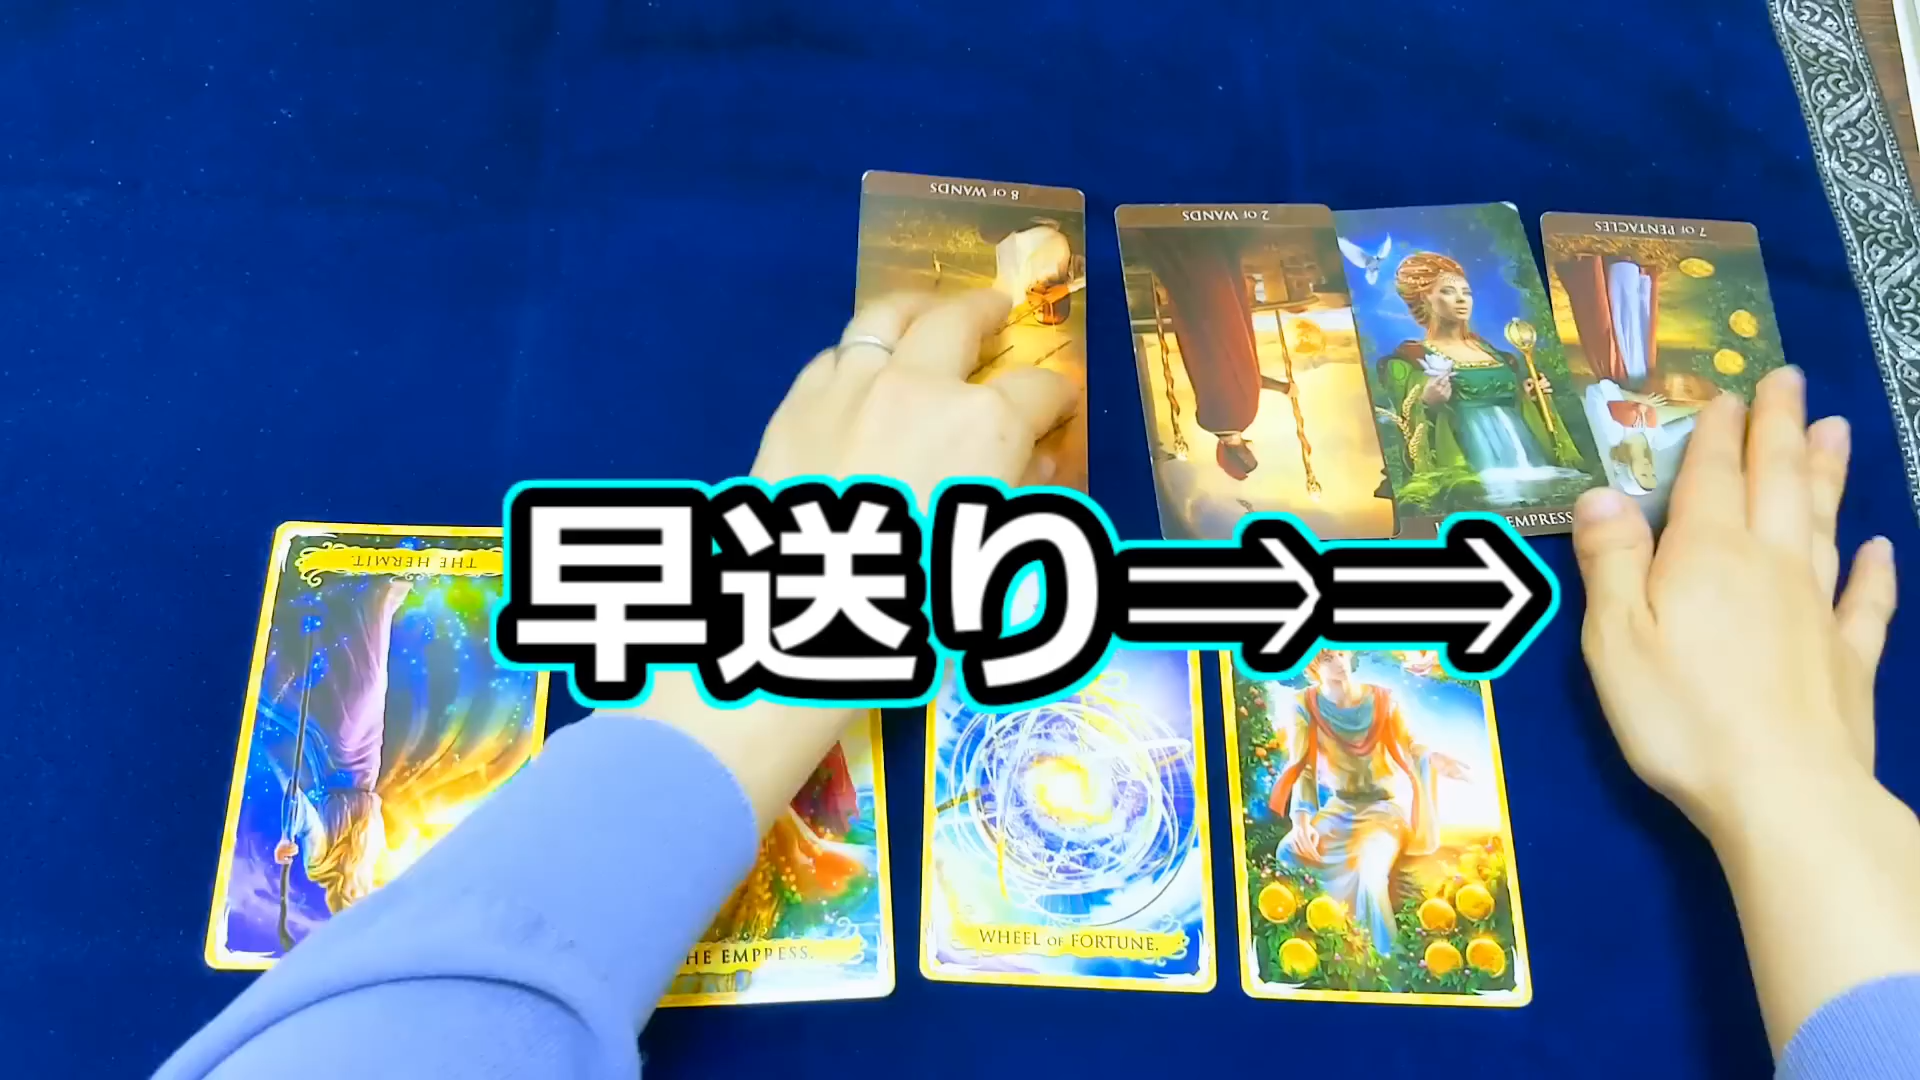 8 OF WANDS
2 OF WANDS
7 OF PENTACLES
EMPRESS
早送り⇒⇒
THE HERMIT.
HE EMPRESS.
WHEEL OF FORTUNE.